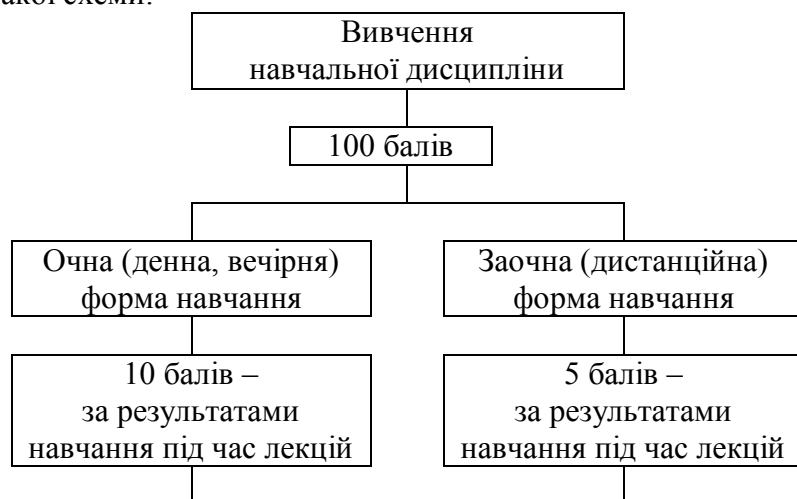 Вивчення
навчальної дисципліни
100 балів
Очна (денна, вечірня)
форма навчання
Заочна (дистанційна)
форма навчання
10 балів –
за результатами
навчання під час лекцій
5 балів –
за результатами
навчання під час лекцій